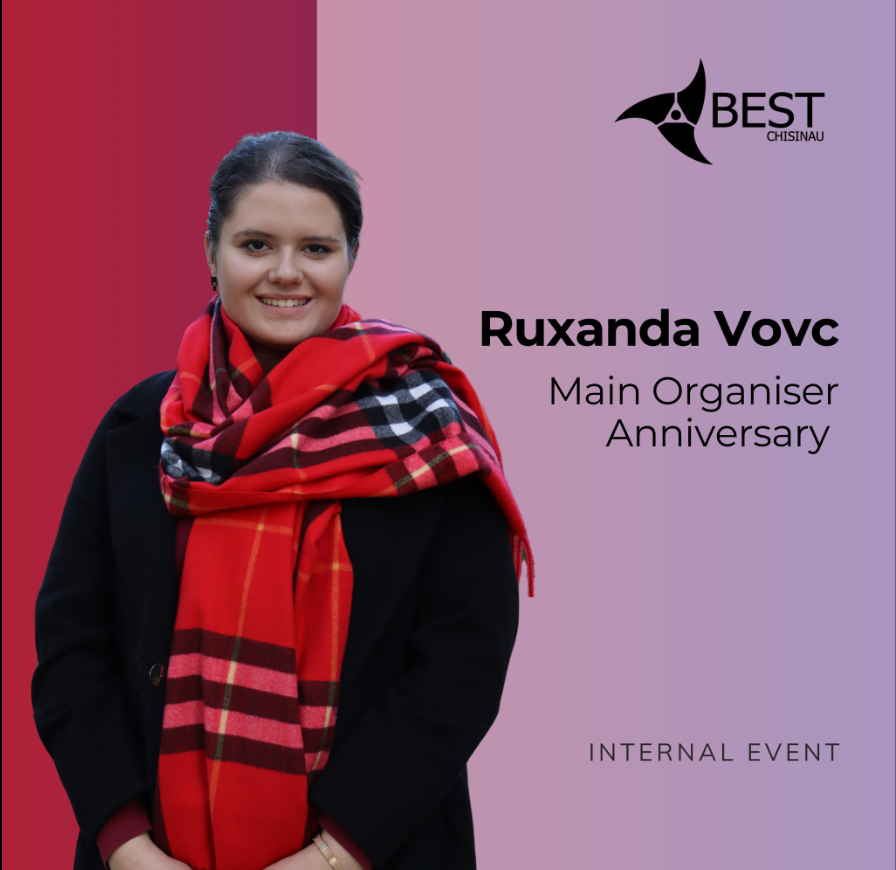 BEST
CHISINAU
Ruxanda Vovc
Main Organiser
Anniversary
INTERNAL EVENT